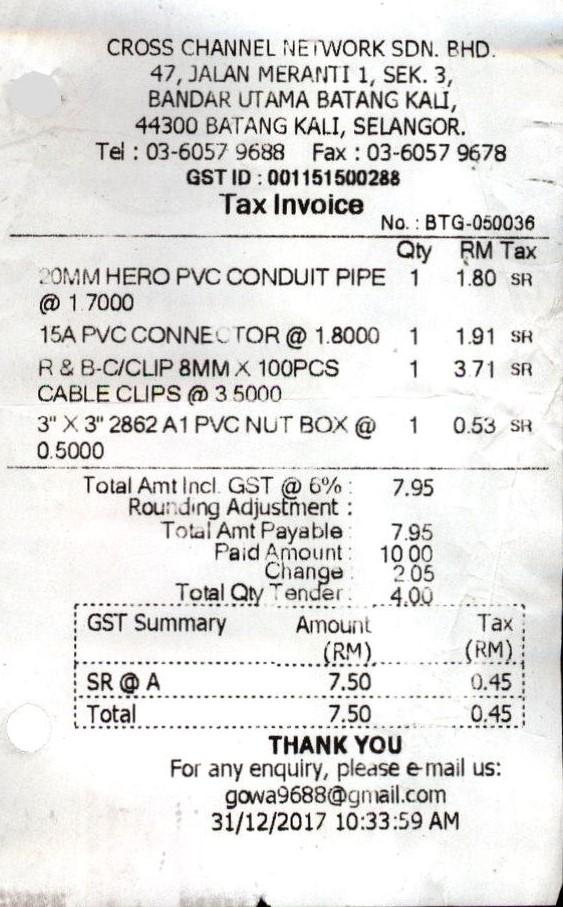 CROSS CHANNEL NETWORK SDN. BHD.
47, JALAN MERANTI 1, SEK. 3,
BANDAR UTAMA BATANG KALI,
44300 BATANG KALI, SELANGOR.
Tel : 03-6057 9688 Fax : 03-6057 9678
GST ID : 001151500288
Tax Invoice
No. : BTG-050036
Qty RM Tax
20MM HERO PVC CONDUIT PIPE 1 1.80 SR
@ 1.7000
15A PVC CONNECTOR @ 1.8000 1 1.91 SR
R & B-C/CLIP 8MM X 100PCS 1 3.71 SR
CABLE CLIPS @ 3.5000
3" X 3" 2862 A1 PVC NUT BOX @ 1 0.53 SR
0.5000
Total Amt Incl. GST @ 6% : 7.95
Rounding Adjustment :
Total Amt Payable : 7.95
Paid Amount : 10.00
Change : 2.05
Total Qty Tender : 4.00
GST Summary Amount Tax
(RM) (RM)
SR @ A 7.50 0.45
Total 7.50 0.45
THANK YOU
For any enquiry, please e-mail us:
gowa9688@gmail.com
31/12/2017 10:33:59 AM